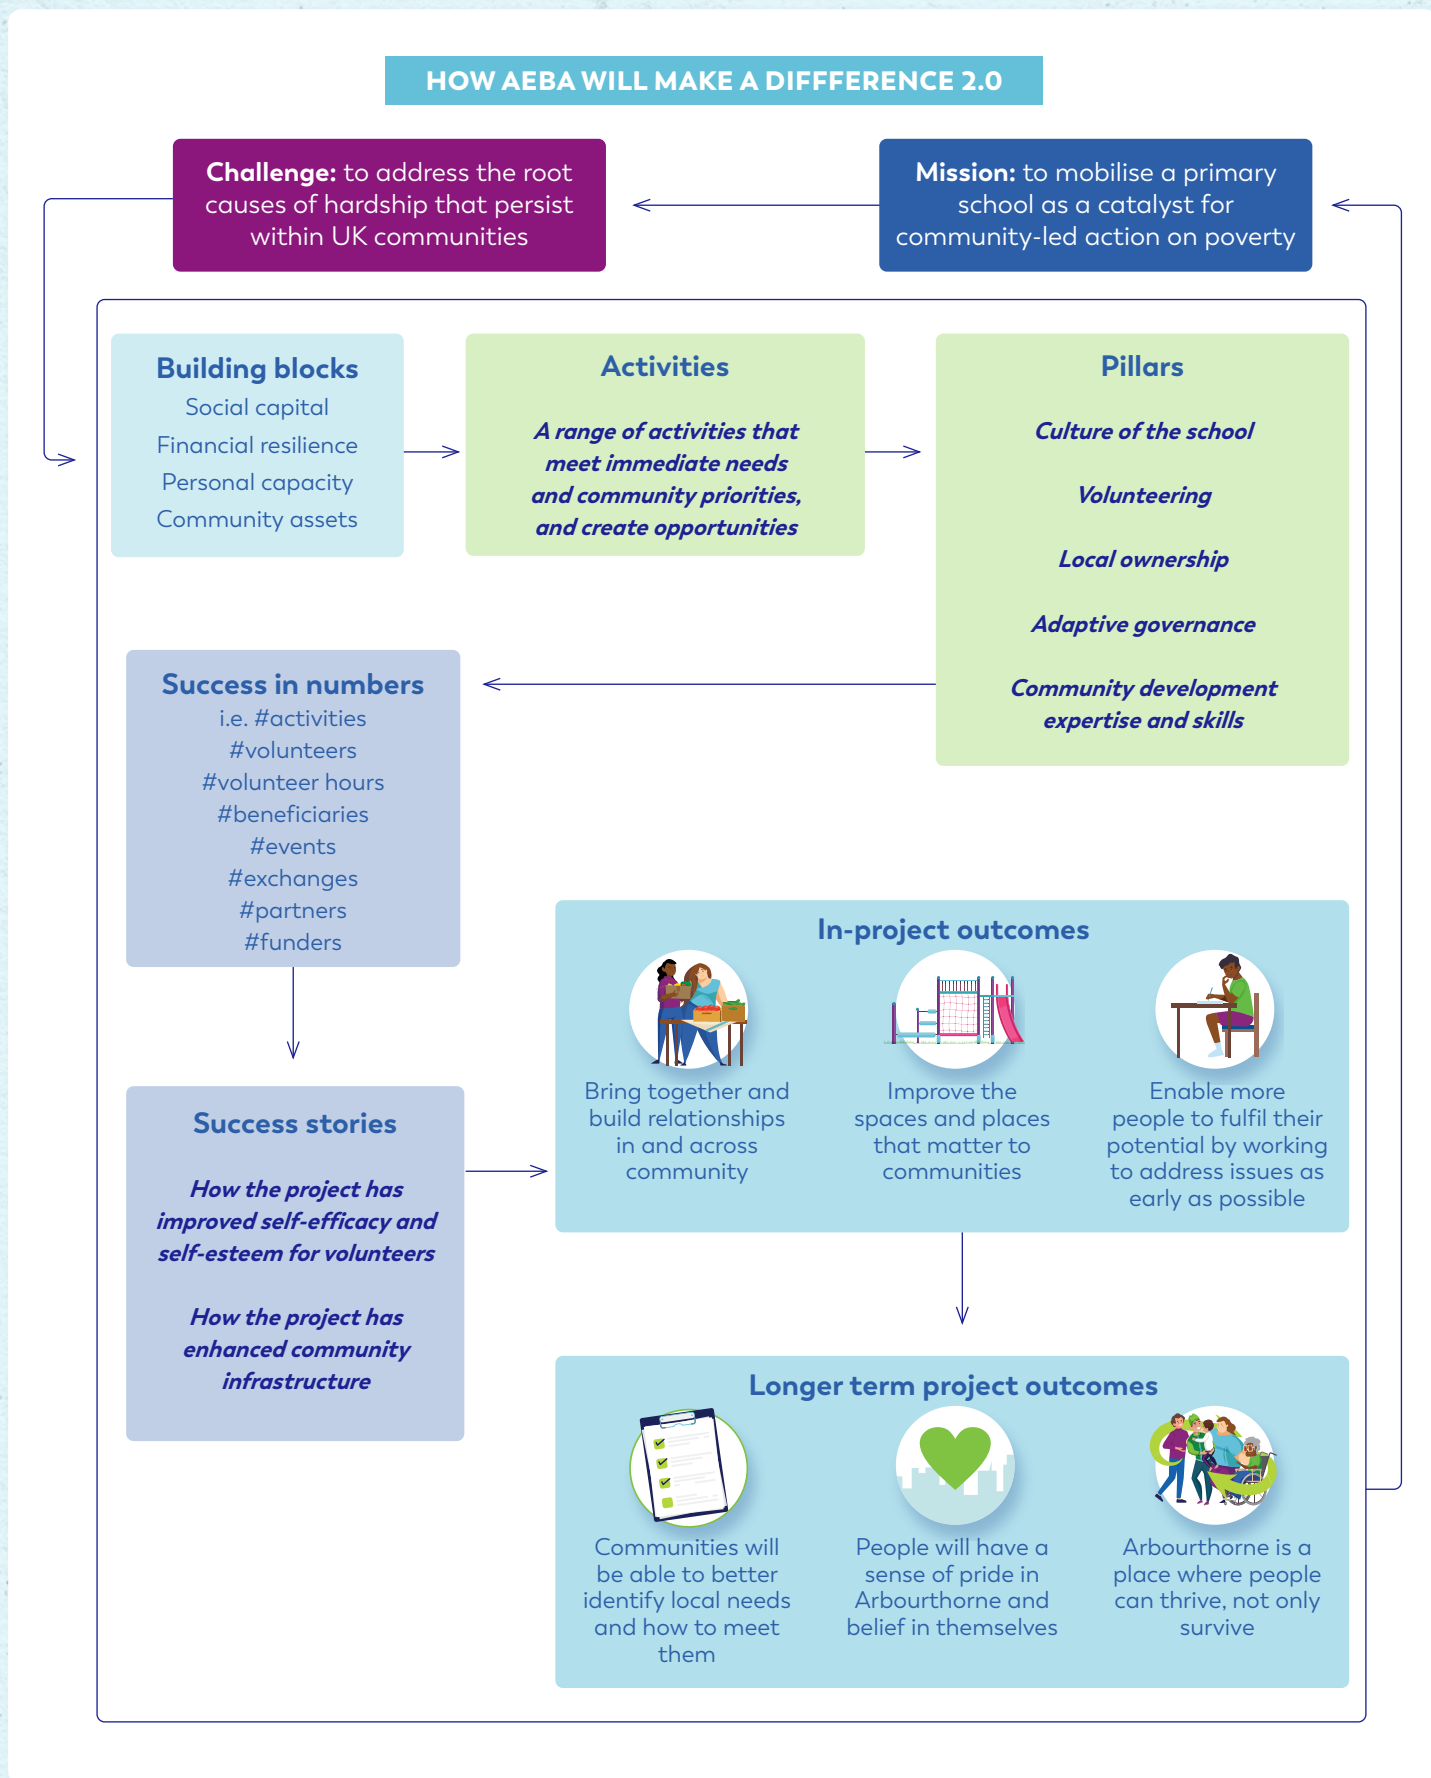 HOW AEBA WILL MAKE A DIFFFERENCE 2.0
Challenge: to address the root
causes of hardship that persist
within UK communities
Mission: to mobilise a primary
school as a catalyst for
community-led action on poverty
Building blocks
Social capital
Financial resilience
Personal capacity
Community assets
Activities
A range of activities that
meet immediate needs
and community priorities,
and create opportunities
Pillars
Culture of the school
Volunteering
Local ownership
Adaptive governance
Community development
expertise and skills
Success in numbers
i.e. #activities
#volunteers
#volunteer hours
#beneficiaries
#events
#exchanges
#partners
#funders
Success stories
How the project has
improved self-efficacy and
self-esteem for volunteers
How the project has
enhanced community
infrastructure
In-project outcomes
Bring together and
build relationships
in and across
community
Improve the
spaces and places
that matter to
communities
Enable more
people to fulfil their
potential by working
to address issues as
early as possible
Longer term project outcomes
Communities will
be able to better
identify local needs
and how to meet
them
People will have a
sense of pride in
Arbourthorne and
belief in themselves
Arbourthorne is a
place where people
can thrive, not only
survive